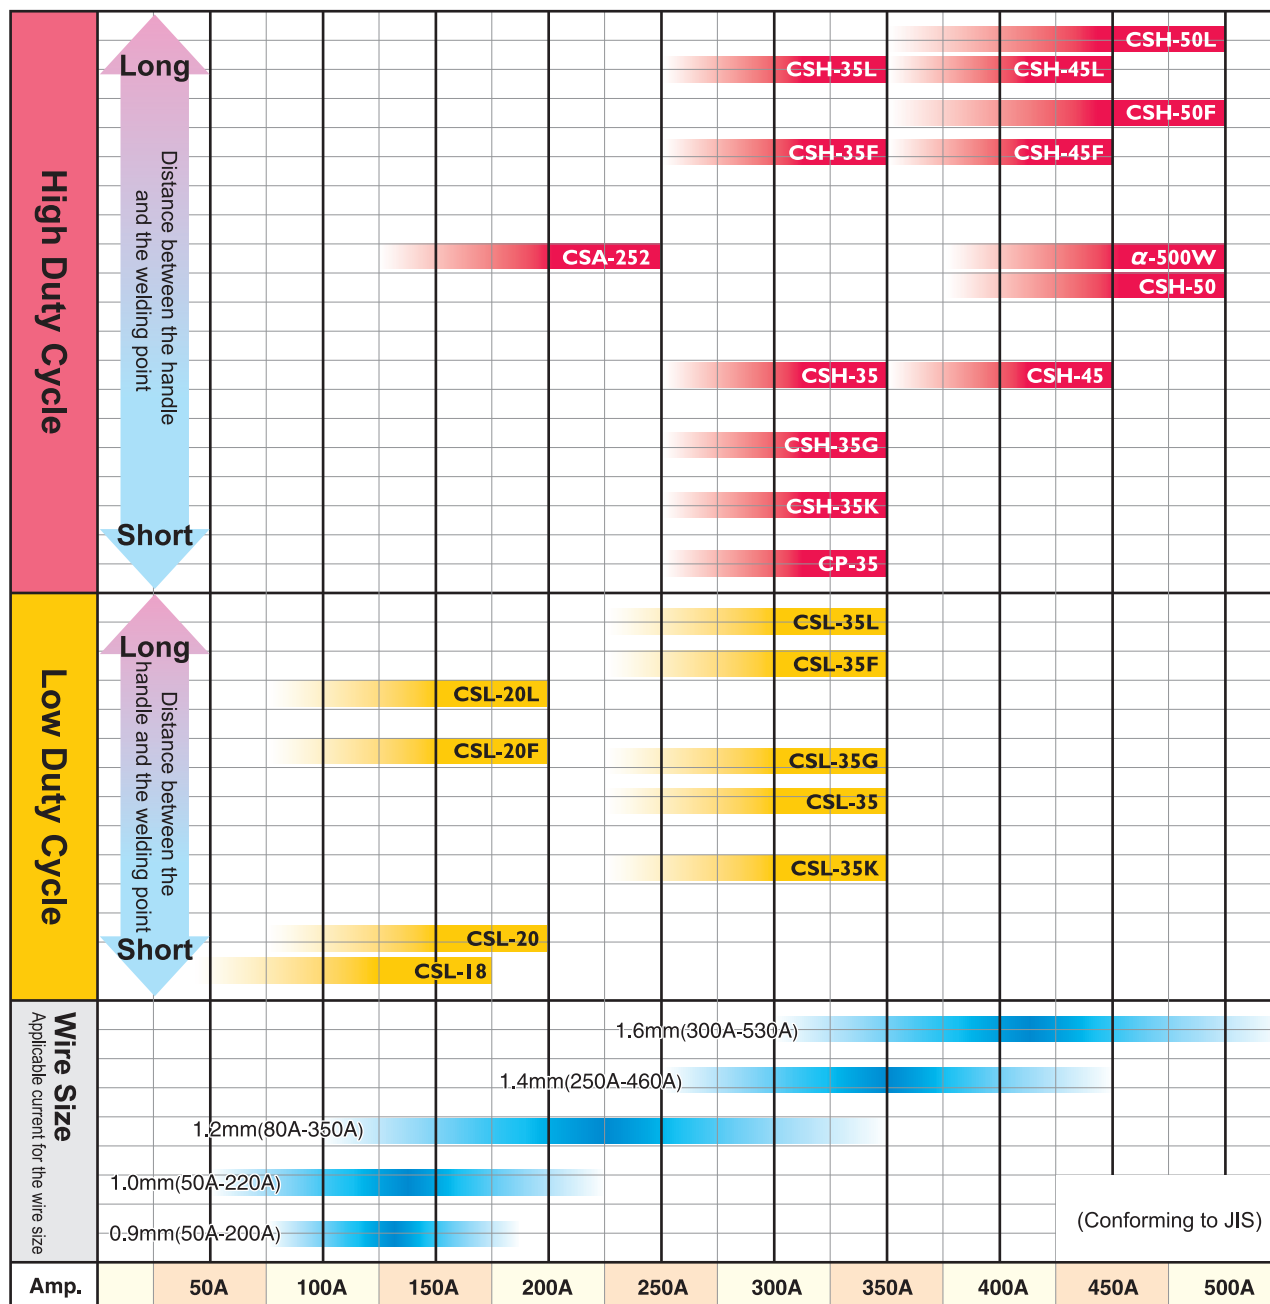 High Duty Cycle
Long
Distance between the handle
and the welding point
Short
CSH-50L
CSH-35L
CSH-45L
CSH-50F
CSH-35F
CSH-45F
CSA-252
α-500W
CSH-50
CSH-35
CSH-45
CSH-35G
CSH-35K
CP-35
Low Duty Cycle
Long
Distance between the
handle and the welding point
Short
CSL-35L
CSL-35F
CSL-20L
CSL-20F
CSL-35G
CSL-35
CSL-35K
CSL-20
CSL-18
Wire Size
Applicable current for the wire size
1.6mm(300A-530A)
1.4mm(250A-460A)
1.2mm(80A-350A)
1.0mm(50A-220A)
0.9mm(50A-200A)
(Conforming to JIS)
Amp. 50A 100A 150A 200A 250A 300A 350A 400A 450A 500A